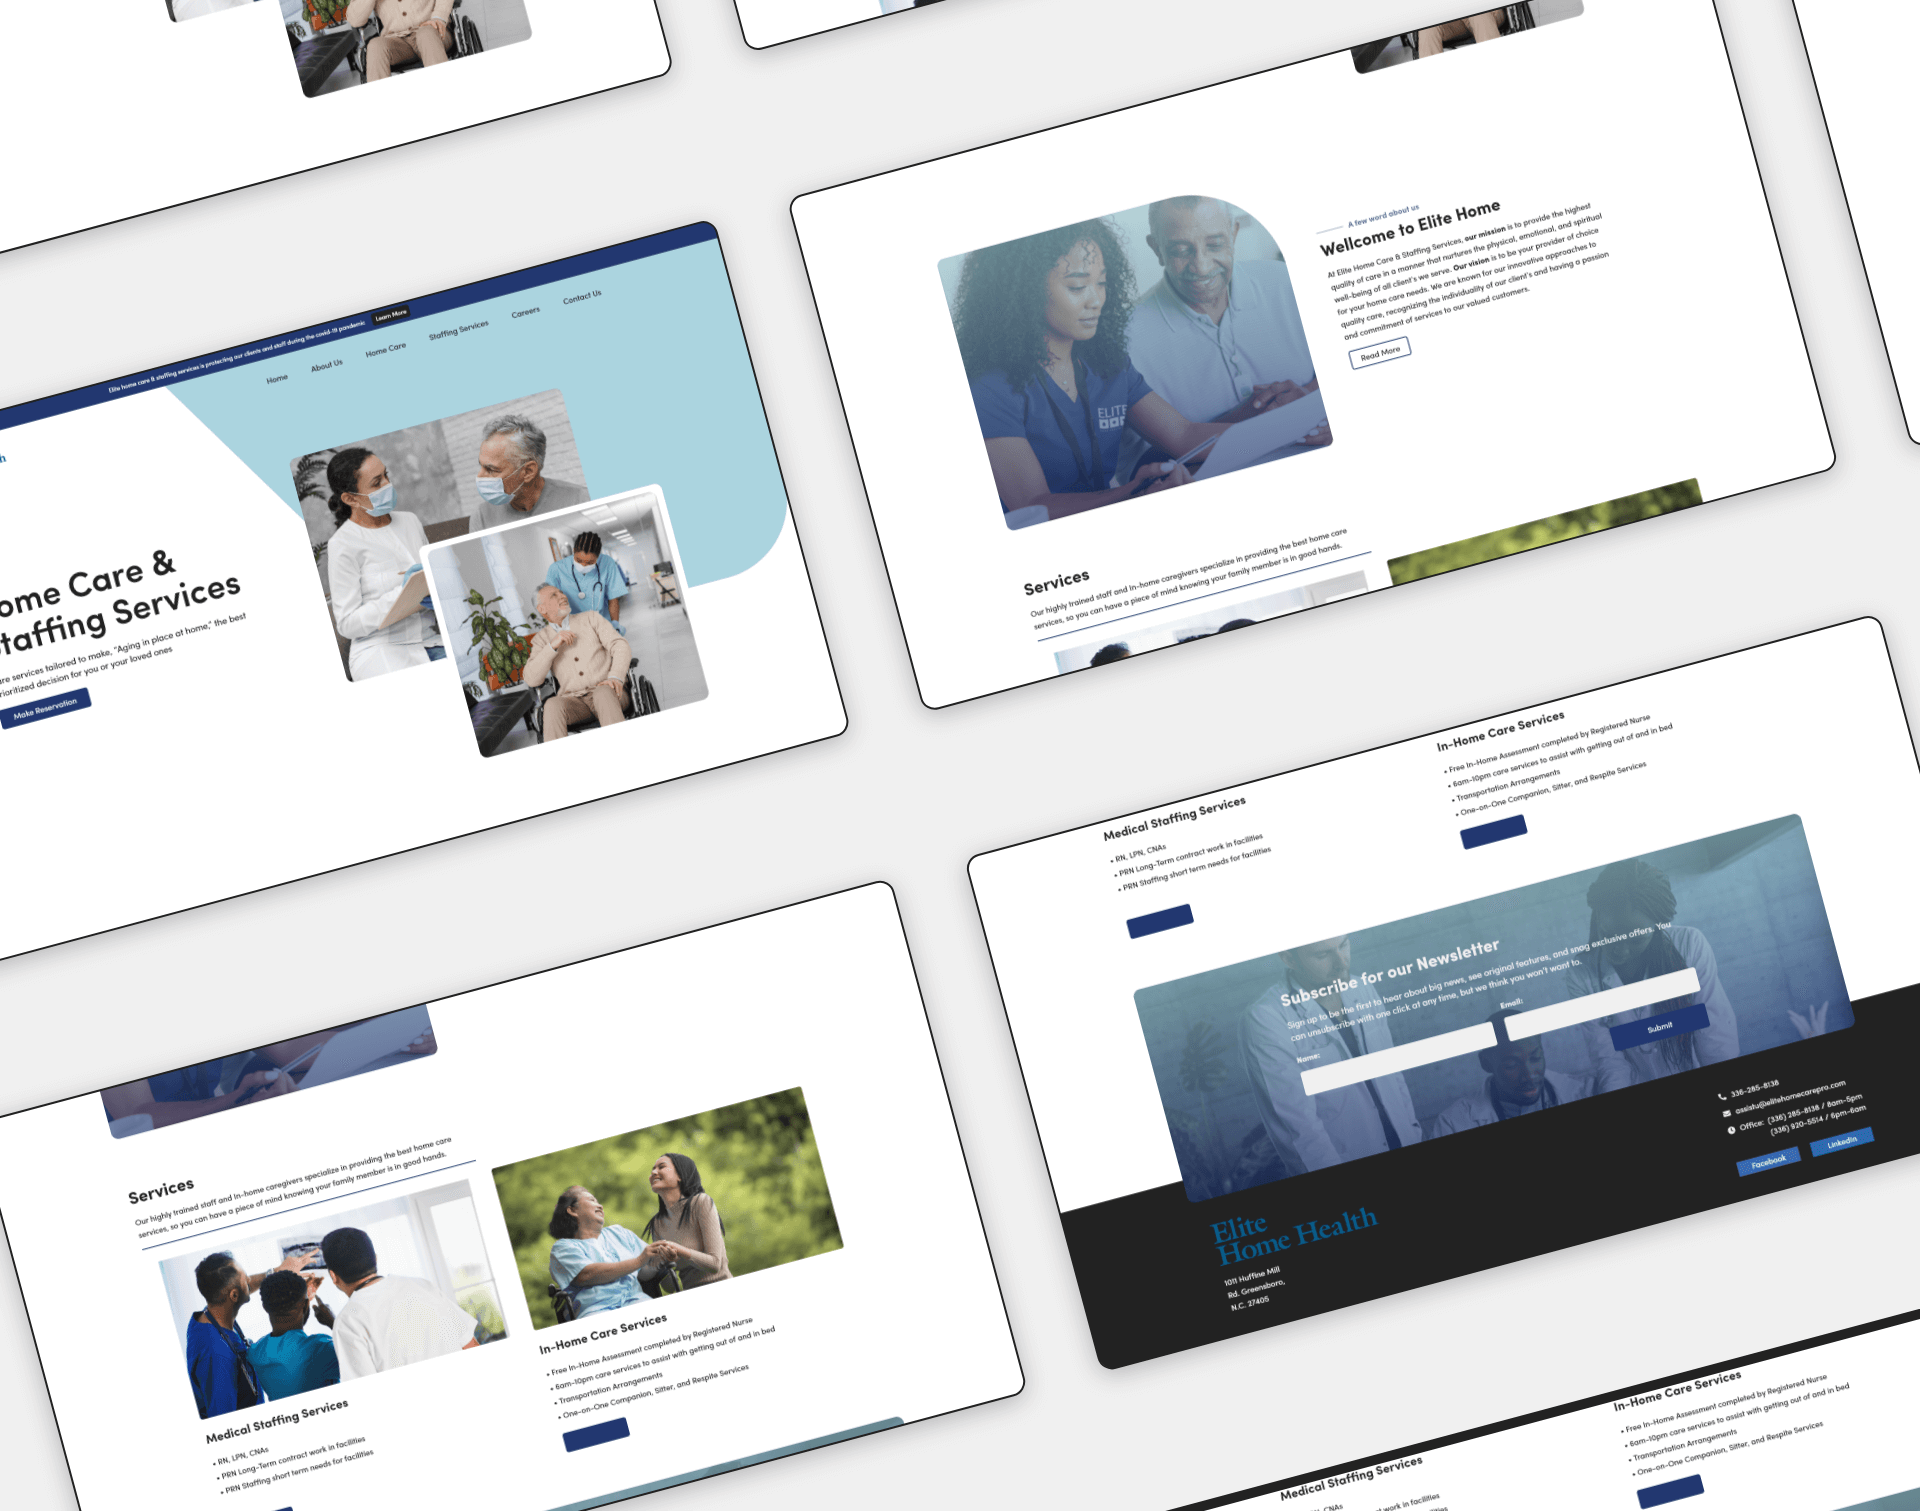 Elite home care & staffing services is protecting our clients and staff during the covid-19 pandemic
Learn More
Home
About Us
Home Care
Staffing Services
Careers
Contact Us
h
ome Care &
taffing Services
re services tailored to make, "Aging in place at home," the best
rioritized decision for you or your loved ones
Make Reservation
A few word about us
Wellcome to Elite Home
At Elite Home Care & Staffing Services, our mission is to provide the highest
quality of care in a manner that nurtures the physical, emotional, and spiritual
well-being of all client's we serve. Our vision is to be your provider of choice
for your home care needs. We are known for our innovative approaches to
quality care, recognizing the individuality of our client's and having a passion
and commitment of services to our valued customers.
Read More
ELITE
Services
Our highly trained staff and in-home caregivers specialize in providing the best home care
services, so you can have a piece of mind knowing your family member is in good hands.
Services
Our highly trained staff and in-home caregivers specialize in providing the best home care
services, so you can have a piece of mind knowing your family member is in good hands.
Medical Staffing Services
• RN, LPN, CNAs
• PRN Long-Term contract work in facilities
• PRN Staffing short term needs for facilities
In-Home Care Services
• Free In-Home Assessment completed by Registered Nurse
• 6am-10pm care services to assist with getting out of and in bed
• Transportation Arrangements
• One-on-One Companion, Sitter, and Respite Services
Medical Staffing Services
• RN, LPN, CNAs
• PRN Long-Term contract work in facilities
• PRN Staffing short term needs for facilities
In-Home Care Services
• Free In-Home Assessment completed by Registered Nurse
• 6am-10pm care services to assist with getting out of and in bed
• Transportation Arrangements
• One-on-One Companion, Sitter, and Respite Services
Subscribe for our Newsletter
Sign up to be the first to hear about big news, see original features, and snag exclusive offers. You
can unsubscribe with one click at any time, but we think you won't want to.
Name:
Email:
Submit
336-285-8138
assistu@elitehomecarepro.com
Office: (336) 285-8138 / 8am-5pm
(336) 920-5514 / 6pm-6am
Facebook
LinkedIn
Elite
Home Health
1011 Huffine Mill
Rd. Greensboro,
N.C. 27405
Medical Staffing Services
CNAs
work in facilities
facilities
In-Home Care Services
• Free In-Home Assessment completed by Registered Nurse
• 6am-10pm care services to assist with getting out of and in bed
• Transportation Arrangements
• One-on-One Companion, Sitter, and Respite Services